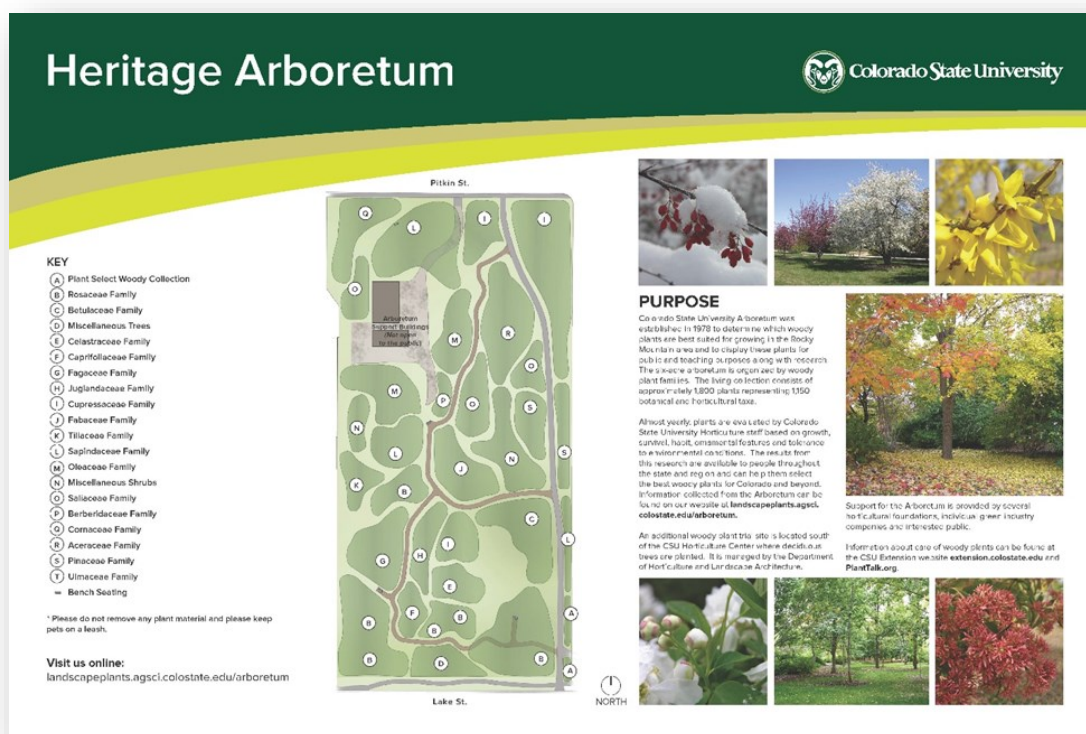 Heritage Arboretum
Colorado State University
KEY
A Plant Select Woody Collection
B Rosaceae Family
C Betulaceae Family
D Miscellaneous Trees
E Celastraceae Family
F Caprifoliaceae Family
G Fagaceae Family
H Juglandaceae Family
I Cupressaceae Family
J Fabaceae Family
K Tiliaceae Family
L Sapindaceae Family
M Oleaceae Family
N Miscellaneous Shrubs
O Saliaceae Family
P Berberidaceae Family
Q Cornaceae Family
R Aceraceae Family
S Pinaceae Family
T Ulmaceae Family
Bench Seating
* Please do not remove any plant material and please keep
pets on a leash.
Visit us online:
landscapeplants.agsci.colostate.edu/arboretum
Pitkin St.
Q
L
I
I
O
Arboretum
Support Buildings
(Not open
to the public)
M
R
O
M
P
O
S
N
L
J
N
S
K
B
C
L
G
H
I
E
F
B
B
B
A
B
D
B
A
Lake St.
NORTH
PURPOSE
Colorado State University Arboretum was
established in 1978 to determine which woody
plants are best suited for growing in the Rocky
Mountain area and to display these plants for
public and teaching purposes along with research.
The six-acre arboretum is organized by woody
plant families. The living collection consists of
approximately 1,800 plants representing 1,150
botanical and horticultural taxa.
Almost yearly, plants are evaluated by Colorado
State University Horticulture staff based on growth,
survival, habit, ornamental features and tolerance
to environmental conditions. The results from
this research are available to people throughout
the state and region and can help them select
the best woody plants for Colorado and beyond.
Information collected from the Arboretum can be
found on our website at landscapeplants.agsci.
colostate.edu/arboretum.
An additional woody plant trial site is located south
of the CSU Horticulture Center where deciduous
trees are planted. It is managed by the Department
of Horticulture and Landscape Architecture.
Support for the Arboretum is provided by several
horticultural foundations, individual green industry
companies and interested public.
Information about care of woody plants can be found at
the CSU Extension website extension.colostate.edu and
PlantTalk.org.